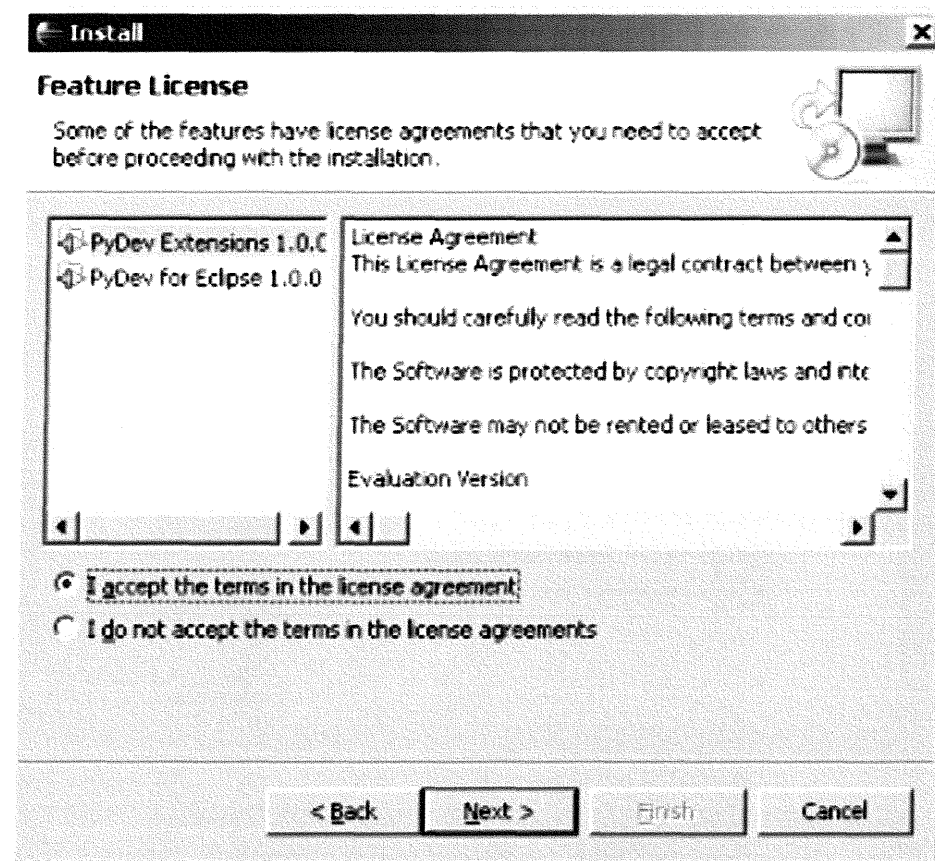 Install
Feature License
Some of the features have license agreements that you need to accept
before proceeding with the installation.
PyDev Extensions 1.0.0
PyDev for Eclipse 1.0.0
License Agreement
This License Agreement is a legal contract between y
You should carefully read the following terms and con
The Software is protected by copyright laws and inte
The Software may not be rented or leased to others
Evaluation Version
I accept the terms in the license agreement
I do not accept the terms in the license agreements
< Back
Next >
Finish
Cancel